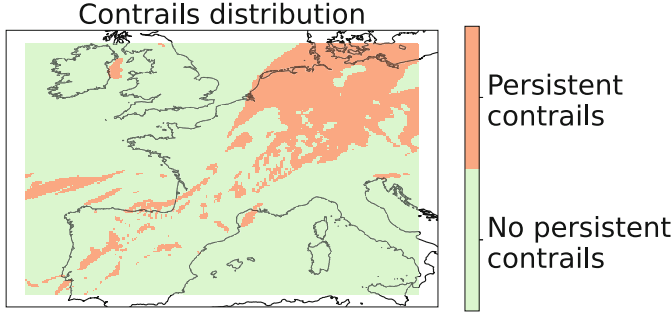 Contrails distribution
Persistent
contrails
No persistent
contrails